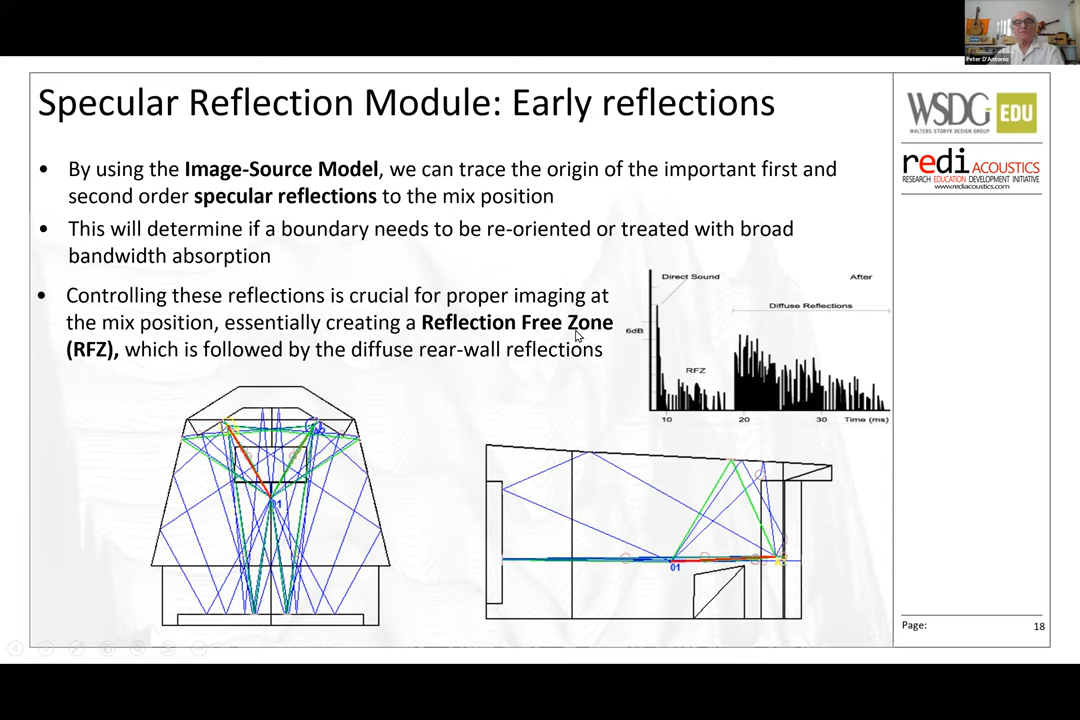 Peter D'Antonio
Specular Reflection Module: Early reflections
WSDG EDU
WALTERS-STORYK DESIGN GROUP
redi ACOUSTICS
RESEARCH EDUCATION DEVELOPMENT INITIATIVE
www.rediacoustics.com
• By using the Image-Source Model, we can trace the origin of the important first and
second order specular reflections to the mix position
• This will determine if a boundary needs to be re-oriented or treated with broad
bandwidth absorption
• Controlling these reflections is crucial for proper imaging at
the mix position, essentially creating a Reflection Free Zone
(RFZ), which is followed by the diffuse rear-wall reflections
Direct Sound
After
Diffuse Reflections
6dB
RFZ
10 20 30 Time (ms)
01
01
Page: 18